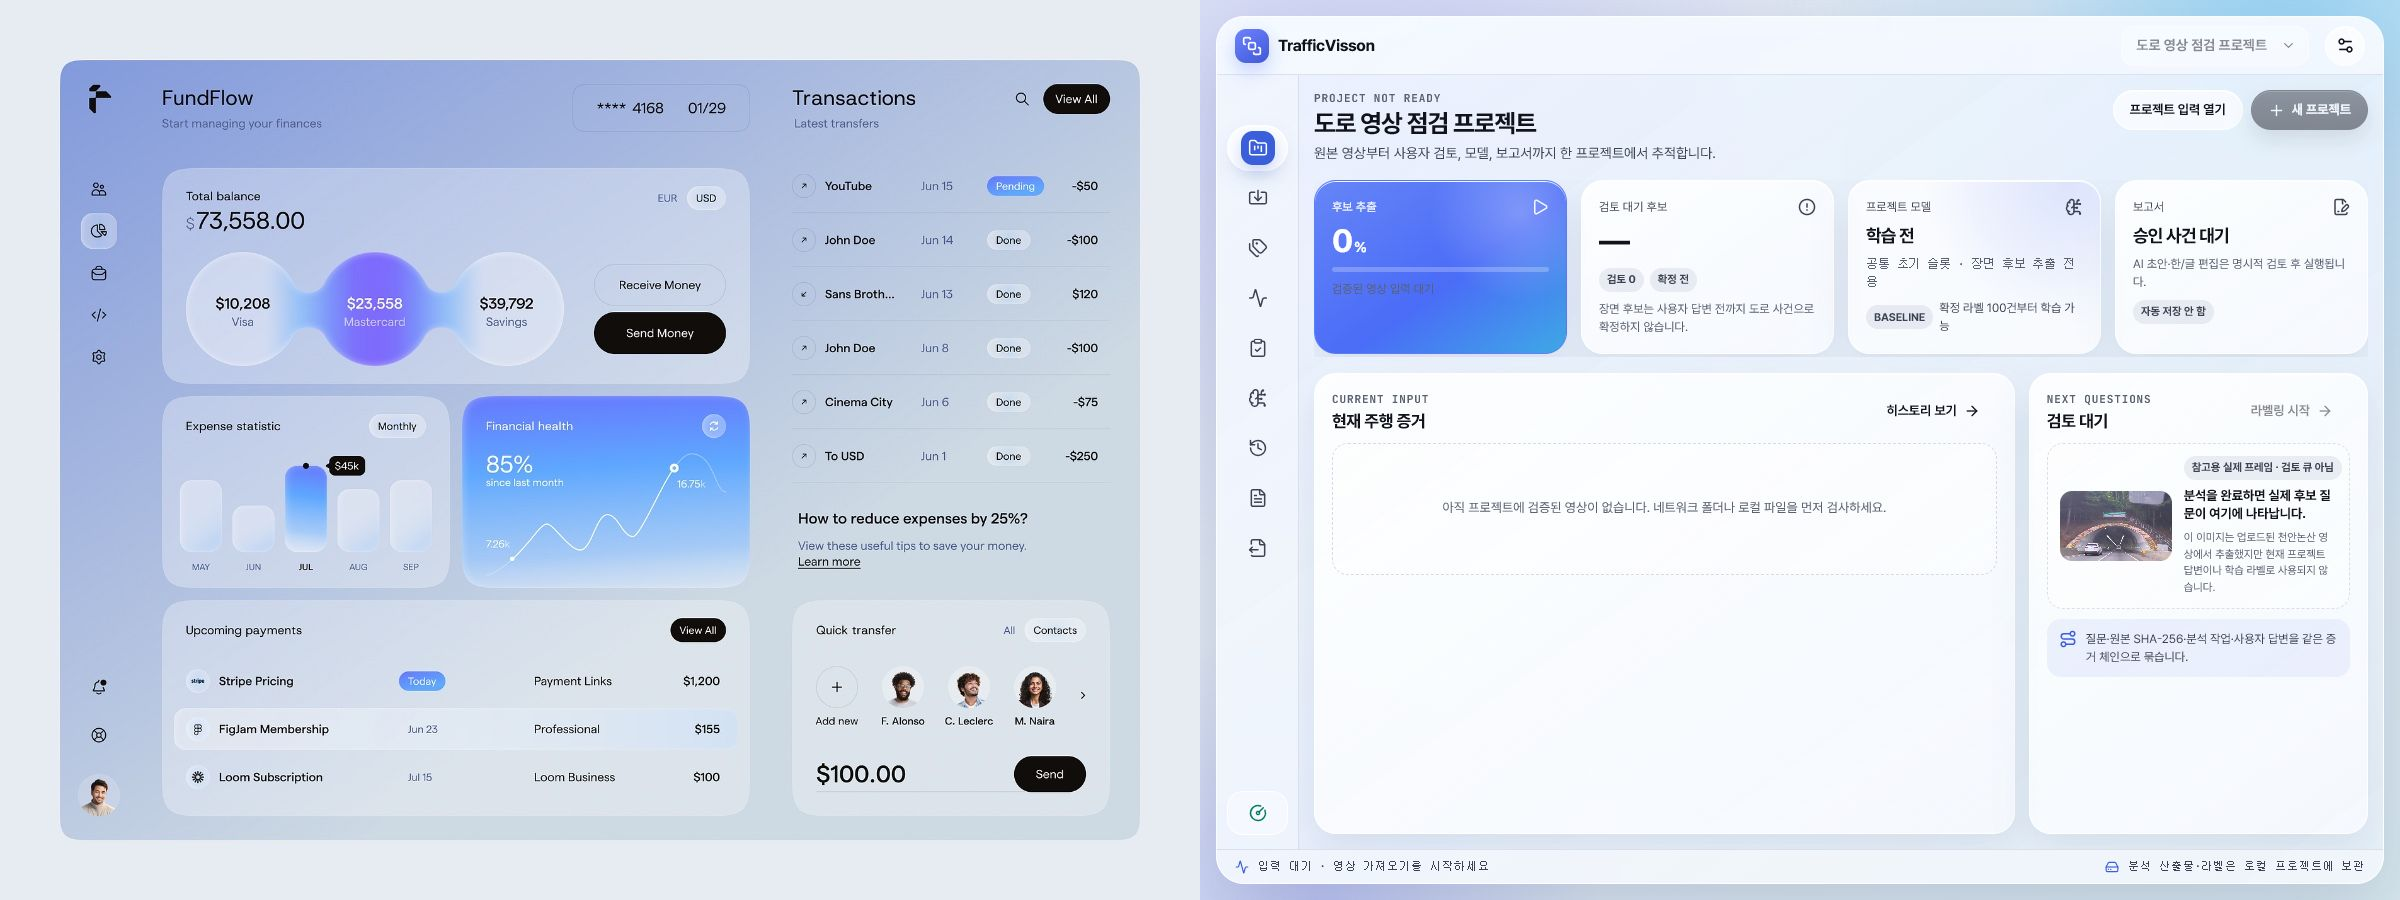 FundFlow
Start managing your finances
**** 4168 01/29
Total balance
EUR USD
$73,558.00
$10,208
Visa
$23,558
Mastercard
$39,792
Savings
Receive Money
Send Money
Expense statistic
Monthly
$45k
MAY JUN JUL AUG SEP
Financial health
85%
since last month
16.75k
7.26k
Upcoming payments
View All
stripe Stripe Pricing Today Payment Links $1,200
FigJam Membership Jun 23 Professional $155
Loom Subscription Jul 15 Loom Business $100
Transactions
Latest transfers
View All
YouTube Jun 15 Pending -$50
John Doe Jun 14 Done -$100
Sans Broth... Jun 13 Done $120
John Doe Jun 8 Done -$100
Cinema City Jun 6 Done -$75
To USD Jun 1 Done -$250
How to reduce expenses by 25%?
View these useful tips to save your money.
Learn more
Quick transfer
All Contacts
Add new F. Alonso C. Leclerc M. Naira
$100.00
Send
TrafficVisson
도로 영상 점검 프로젝트
PROJECT NOT READY
도로 영상 점검 프로젝트
원본 영상부터 사용자 검토, 모델, 보고서까지 한 프로젝트에서 추적합니다.
프로젝트 입력 열기
새 프로젝트
후보 추출
0%
검증된 영상 입력 대기
검토 대기 후보
—
검토 0 확정 전
장면 후보는 사용자 답변 전까지 도로 사건으로
확정하지 않습니다.
프로젝트 모델
학습 전
공통 초기 슬롯 · 장면 후보 추출 전
용
BASELINE
확정 라벨 100건부터 학습 가
능
보고서
승인 사건 대기
AI 초안·한/글 편집은 명시적 검토 후 실행됩니
다.
자동 저장 안 함
CURRENT INPUT
현재 주행 증거
히스토리 보기
아직 프로젝트에 검증된 영상이 없습니다. 네트워크 폴더나 로컬 파일을 먼저 검사하세요.
NEXT QUESTIONS
검토 대기
라벨링 시작
참고용 실제 프레임 · 검토 큐 아님
분석을 완료하면 실제 후보 질
문이 여기에 나타납니다.
이 이미지는 업로드된 천안논산 영
상에서 추출했지만 현재 프로젝트
답변이나 학습 라벨로 사용되지 않
습니다.
질문·원본 SHA-256·분석 작업·사용자 답변을 같은 증
거 체인으로 묶습니다.
입력 대기 · 영상 가져오기를 시작하세요
분석 산출물·라벨은 로컬 프로젝트에 보관